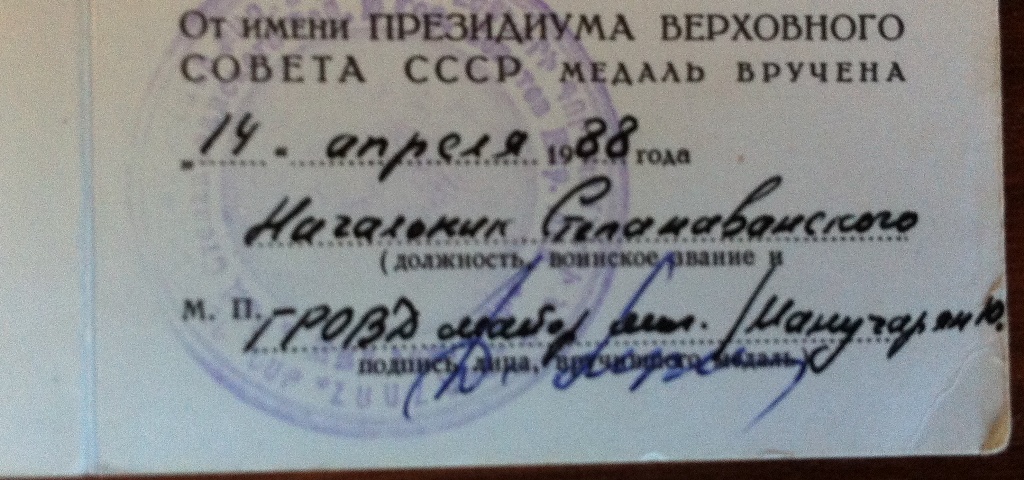 От имени ПРЕЗИДИУМА ВЕРХОВНОГО
СОВЕТА СССР МЕДАЛЬ ВРУЧЕНА
„14" апреля 1988 года
Начальник Степанаванского
(должность, воинское звание и
М. П. ГРОВД майор мил. /Манучарян Ю.
подпись лица, вручившего медаль)